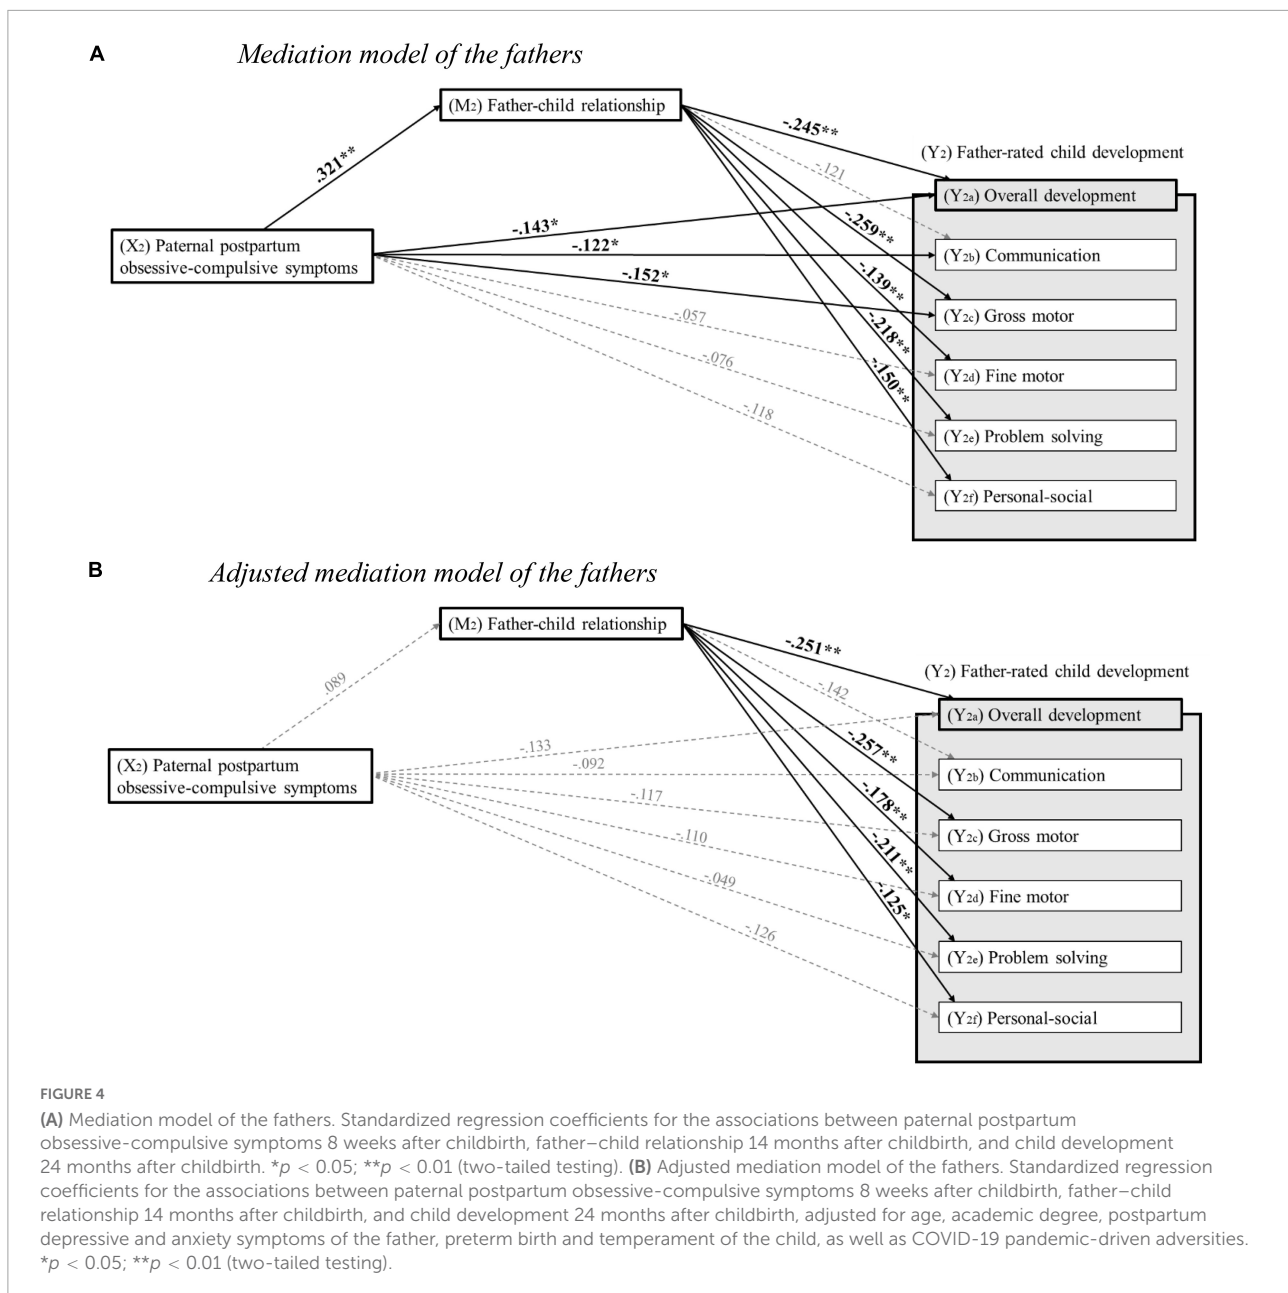 A
Mediation model of the fathers
(M2) Father-child relationship
-.245**
(Y2) Father-rated child development
.321**
-.121
(Y2a) Overall development
-.143*
-.259**
(X2) Paternal postpartum
obsessive-compulsive symptoms
-.122*
(Y2b) Communication
-.152*
-.139**
-.057
-.218**
(Y2c) Gross motor
-.076
-.150**
(Y2d) Fine motor
-.118
(Y2e) Problem solving
(Y2f) Personal-social
B
Adjusted mediation model of the fathers
(M2) Father-child relationship
-.251**
(Y2) Father-rated child development
.089
-.142
(Y2a) Overall development
-.133
-.257**
(X2) Paternal postpartum
obsessive-compulsive symptoms
-.092
(Y2b) Communication
-.117
-.178**
-.110
-.211**
(Y2c) Gross motor
-.049
-.125*
(Y2d) Fine motor
-.126
(Y2e) Problem solving
(Y2f) Personal-social
FIGURE 4
(A) Mediation model of the fathers. Standardized regression coefficients for the associations between paternal postpartum
obsessive-compulsive symptoms 8 weeks after childbirth, father–child relationship 14 months after childbirth, and child development
24 months after childbirth. *p < 0.05; **p < 0.01 (two-tailed testing). (B) Adjusted mediation model of the fathers. Standardized regression
coefficients for the associations between paternal postpartum obsessive-compulsive symptoms 8 weeks after childbirth, father–child
relationship 14 months after childbirth, and child development 24 months after childbirth, adjusted for age, academic degree, postpartum
depressive and anxiety symptoms of the father, preterm birth and temperament of the child, as well as COVID-19 pandemic-driven adversities.
*p < 0.05; **p < 0.01 (two-tailed testing).